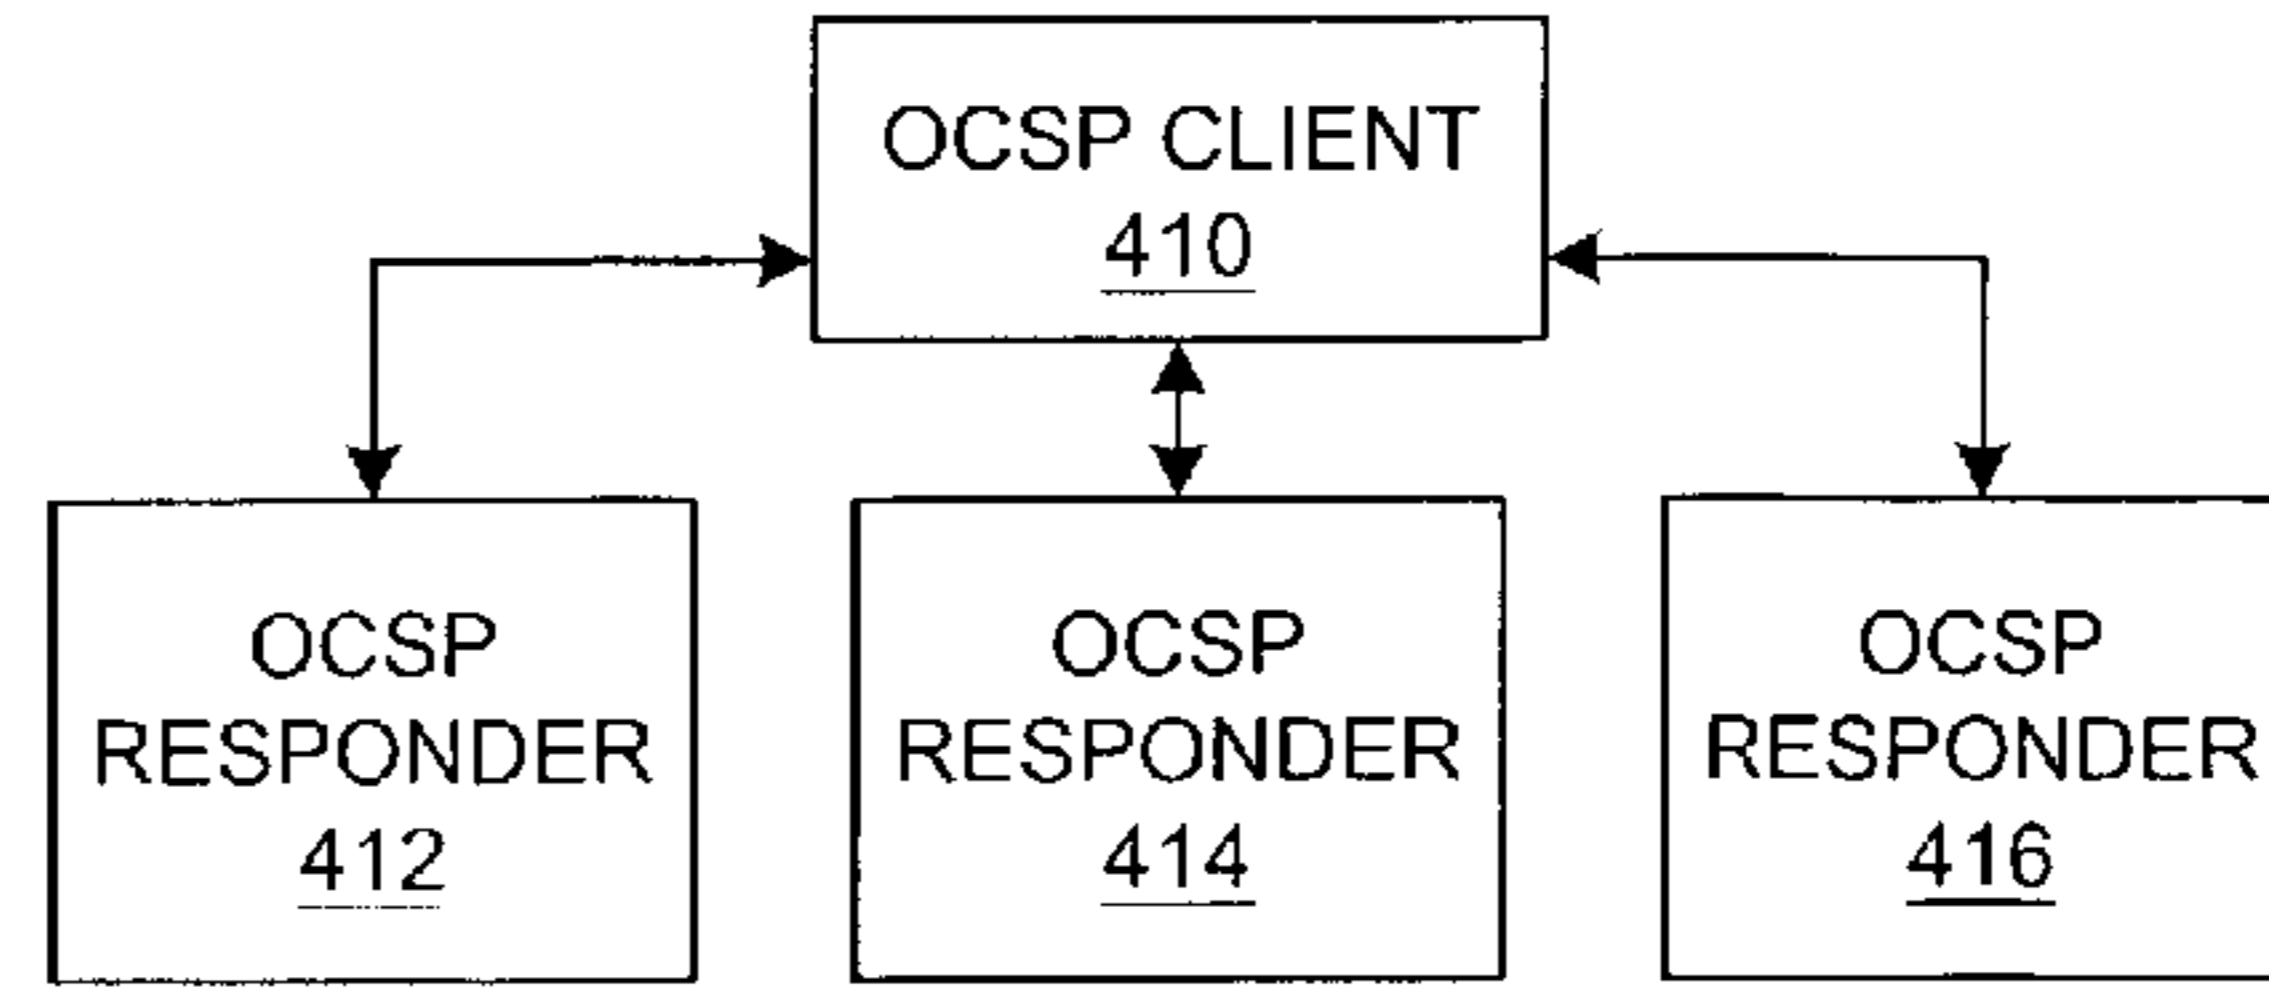 OCSP CLIENT
410
OCSP
RESPONDER
412
OCSP
RESPONDER
414
OCSP
RESPONDER
416